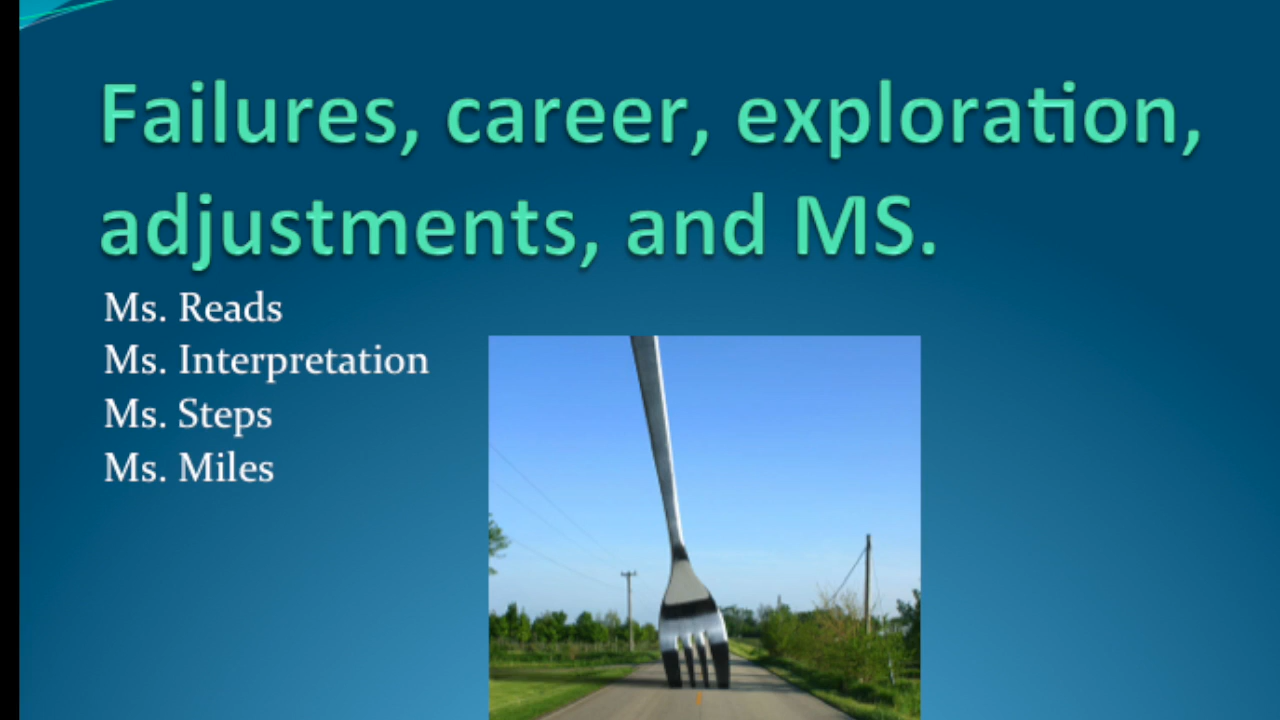 Failures, career, exploration,
adjustments, and MS.
Ms. Reads
Ms. Interpretation
Ms. Steps
Ms. Miles